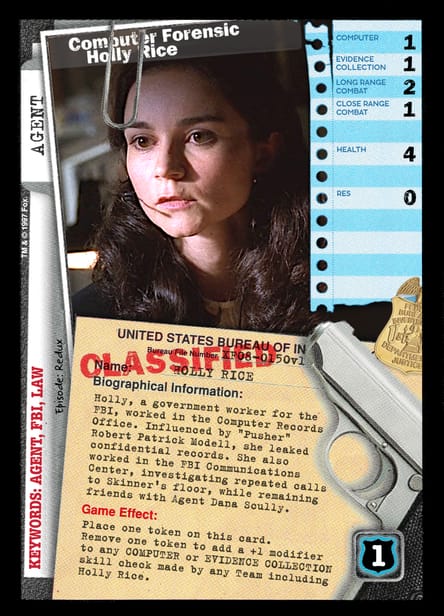 Computer Forensic
Holly Rice
COMPUTER 1
EVIDENCE
COLLECTION 1
LONG RANGE
COMBAT 2
CLOSE RANGE
COMBAT 1
HEALTH 4
RES 0
AGENT
TM & © 1997 Fox.
KEYWORDS: AGENT, FBI, LAW
Episode: Redux
UNITED STATES BUREAU OF IN
Bureau File Number XF08-0150v1
CLASSIFIED
Name: HOLLY RICE
Biographical Information:
Holly, a government worker for the
FBI, worked in the Computer Records
Office. Influenced by "Pusher"
Robert Patrick Modell, she leaked
confidential records. She also
worked in the FBI Communications
Center, investigating repeated calls
to Skinner's floor, while remaining
friends with Agent Dana Scully.
Game Effect:
Place one token on this card.
Remove one token to add a +1 modifier
to any COMPUTER or EVIDENCE COLLECTION
skill check made by any Team including
Holly Rice.
1